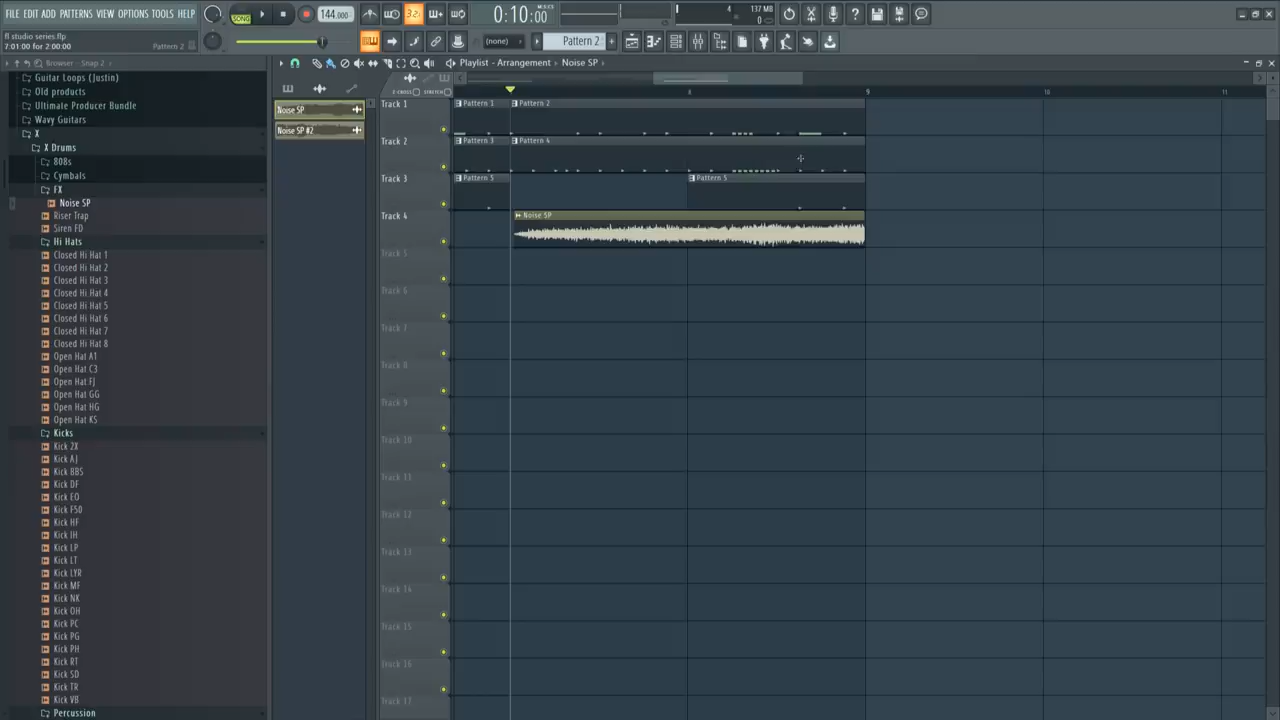 FILE EDIT ADD PATTERNS VIEW OPTIONS TOOLS HELP
SONG
144.000
0:10:00
M:S:CS
4
137 MB
0
fl studio series.flp
7:01:00 for 2:00:00
Pattern 2
(none)
Pattern 2
Browser - Snap 2
Playlist - Arrangement
Noise SP
Guitar Loops (Justin)
Old products
Ultimate Producer Bundle
Wavy Guitars
X
X Drums
808s
Cymbals
FX
Noise SP
Riser Trap
Siren FD
Hi Hats
Closed Hi Hat 1
Closed Hi Hat 2
Closed Hi Hat 3
Closed Hi Hat 4
Closed Hi Hat 5
Closed Hi Hat 6
Closed Hi Hat 7
Closed Hi Hat 8
Open Hat A1
Open Hat C3
Open Hat FJ
Open Hat GG
Open Hat HG
Open Hat KS
Kicks
Kick 2X
Kick AJ
Kick BBS
Kick DF
Kick EO
Kick F50
Kick HF
Kick IH
Kick LP
Kick LT
Kick LYR
Kick MF
Kick NK
Kick OH
Kick PC
Kick PG
Kick PH
Kick RT
Kick SD
Kick TR
Kick VB
Percussion
Noise SP
Noise SP #2
8
9
10
11
Track 1
Pattern 1
Pattern 2
Track 2
Pattern 3
Pattern 4
Track 3
Pattern 5
Pattern 5
Track 4
Noise SP
Track 5
Track 6
Track 7
Track 8
Track 9
Track 10
Track 11
Track 12
Track 13
Track 14
Track 15
Track 16
Track 17